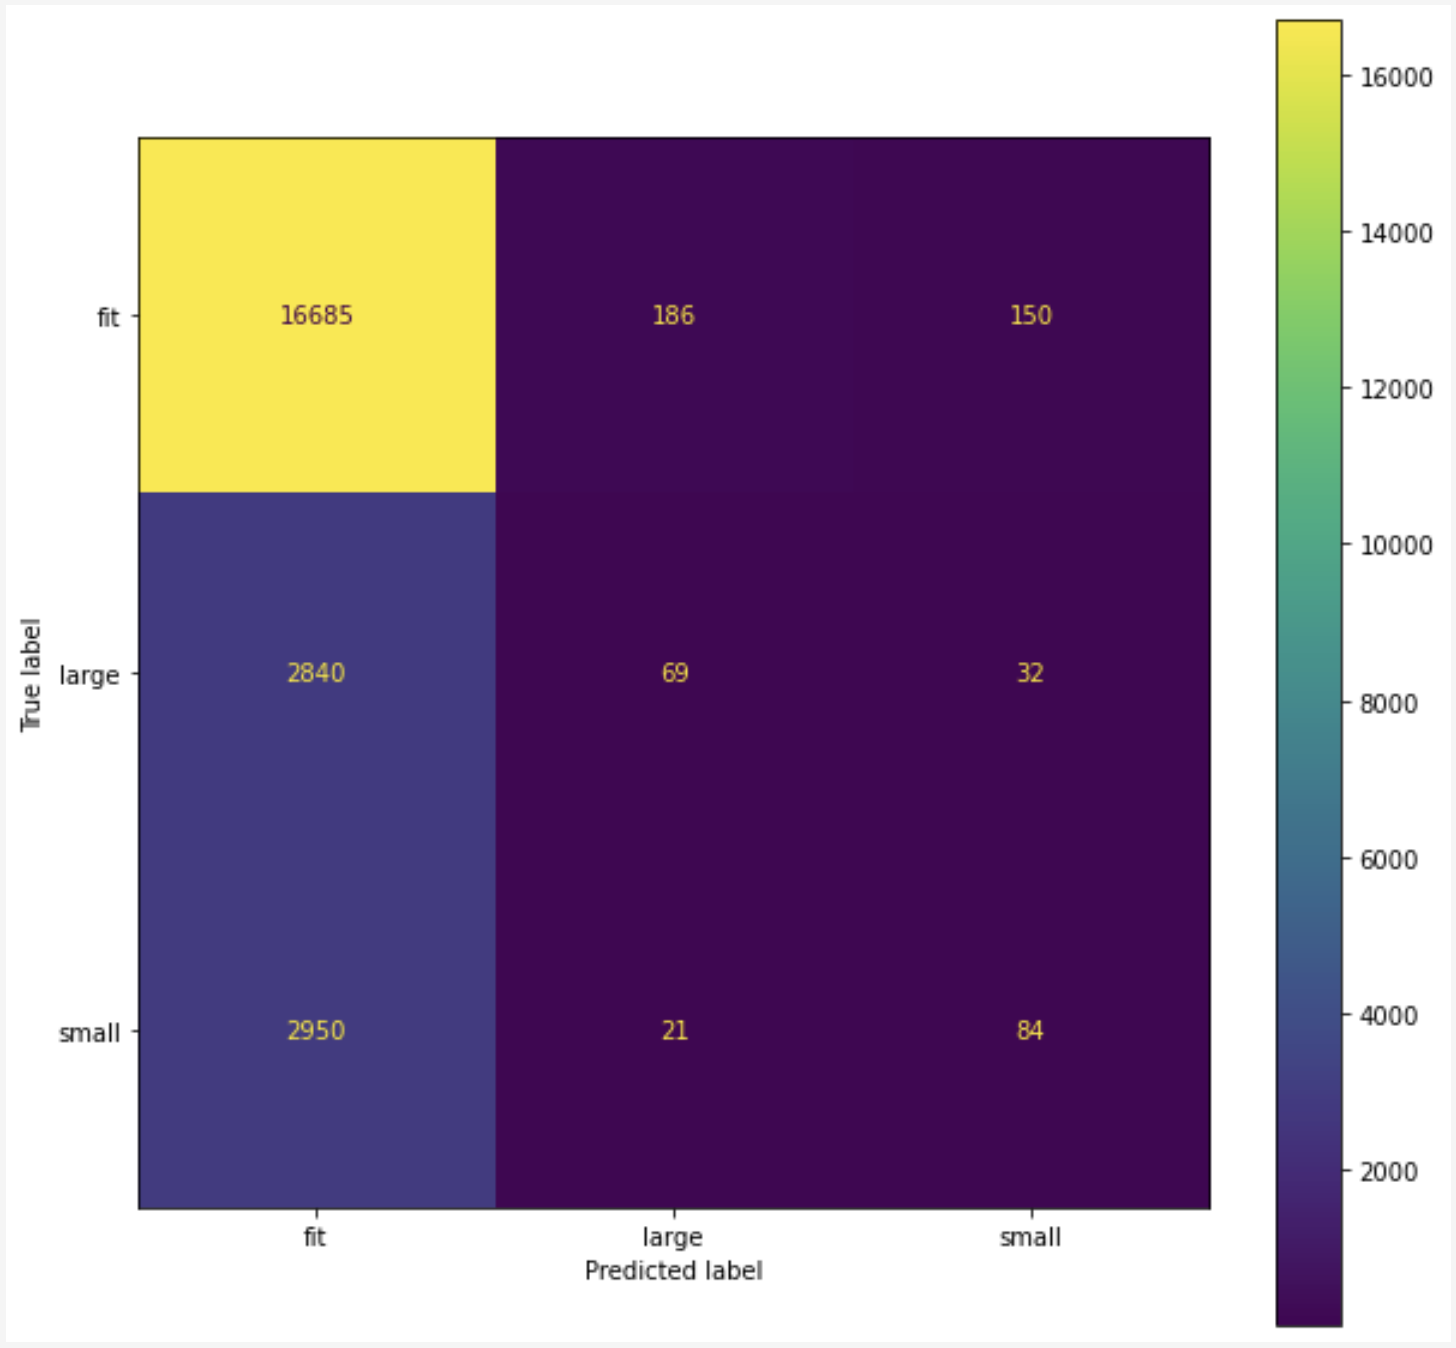 16000
14000
12000
10000
8000
6000
4000
2000
True label
fit 16685 186 150
large 2840 69 32
small 2950 21 84
fit large small
Predicted label